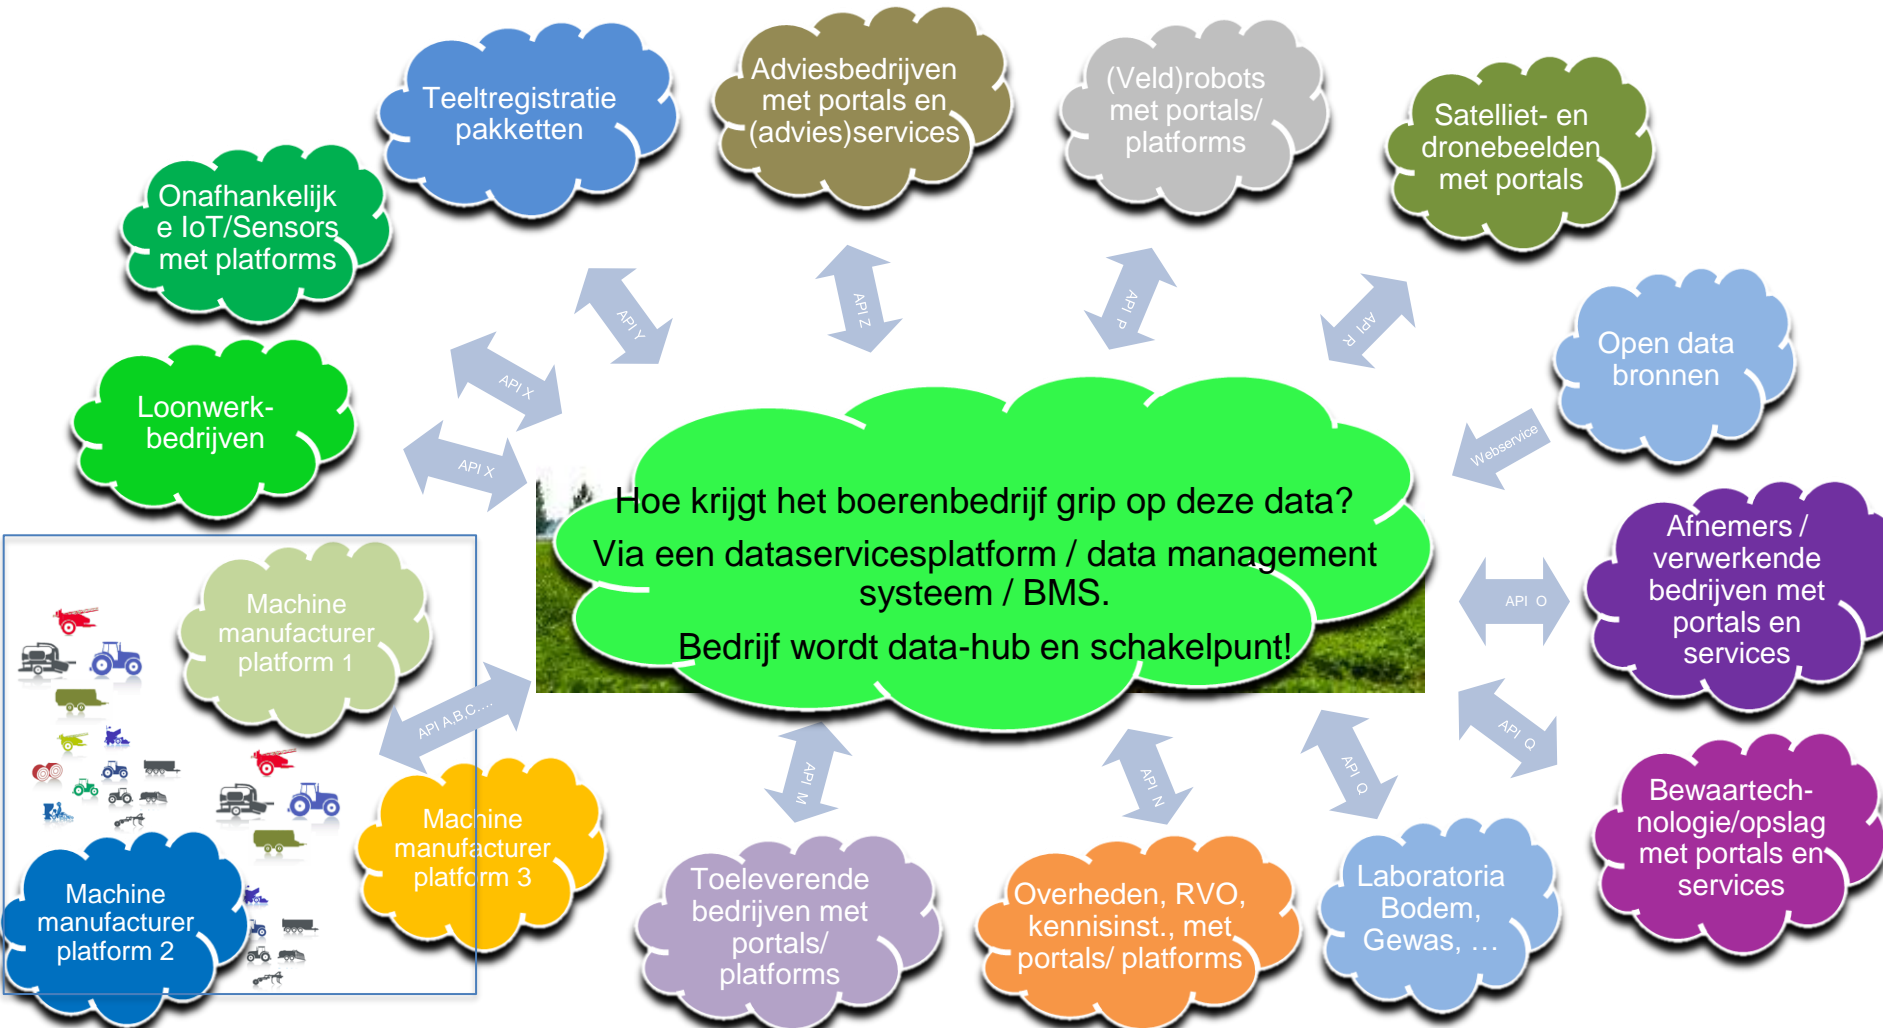 Teeltregistratie
pakketten
Adviesbedrijven
met portals en
(advies)services
(Veld)robots
met portals/
platforms
Satelliet- en
dronebeelden
met portals
Onafhankelijk
e IoT/Sensors
met platforms
Open data
bronnen
Loonwerk-
bedrijven
API Y
API Z
API P
API R
API X
API X
Webservice
Hoe krijgt het boerenbedrijf grip op deze data?
Via een dataservicesplatform / data management
systeem / BMS.
Bedrijf wordt data-hub en schakelpunt!
Afnemers /
verwerkende
bedrijven met
portals en
services
API O
Machine
manufacturer
platform 1
API A,B,C....
API M
API N
API Q
API Q
Bewaartech-
nologie/opslag
met portals en
services
Machine
manufacturer
platform 3
Machine
manufacturer
platform 2
Toeleverende
bedrijven met
portals/
platforms
Overheden, RVO,
kennisinst., met
portals/ platforms
Laboratoria
Bodem,
Gewas, …